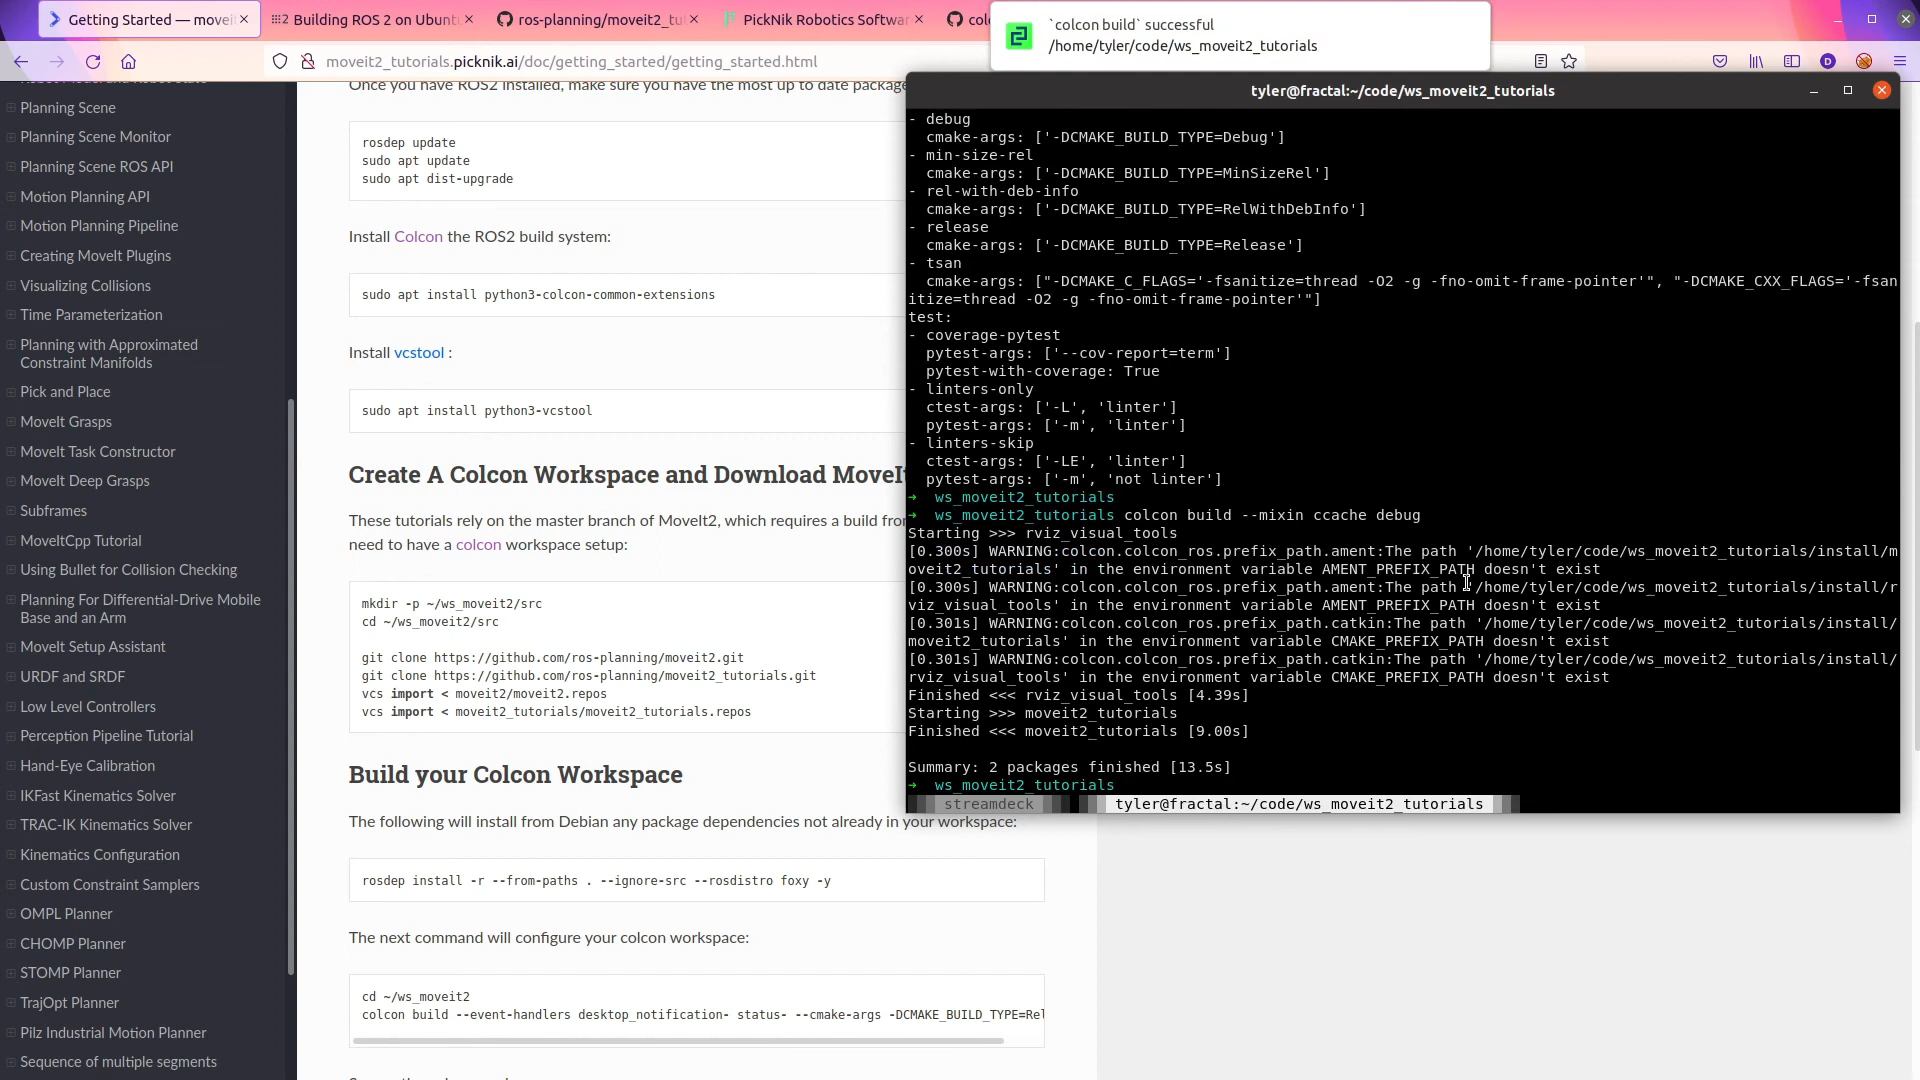 Getting Started — moveit
Building ROS 2 on Ubunt
ros-planning/moveit2_tu
PickNik Robotics Softwar
colc
`colcon build` successful
/home/tyler/code/ws_moveit2_tutorials
moveit2_tutorials.picknik.ai/doc/getting_started/getting_started.html
D
Planning Scene
Planning Scene Monitor
Planning Scene ROS API
Motion Planning API
Motion Planning Pipeline
Creating MoveIt Plugins
Visualizing Collisions
Time Parameterization
Planning with Approximated
Constraint Manifolds
Pick and Place
MoveIt Grasps
MoveIt Task Constructor
MoveIt Deep Grasps
Subframes
MoveItCpp Tutorial
Using Bullet for Collision Checking
Planning For Differential-Drive Mobile
Base and an Arm
MoveIt Setup Assistant
URDF and SRDF
Low Level Controllers
Perception Pipeline Tutorial
Hand-Eye Calibration
IKFast Kinematics Solver
TRAC-IK Kinematics Solver
Kinematics Configuration
Custom Constraint Samplers
OMPL Planner
CHOMP Planner
STOMP Planner
TrajOpt Planner
Pilz Industrial Motion Planner
Sequence of multiple segments
Once you have ROS2 installed, make sure you have the most up to date package
rosdep update
sudo apt update
sudo apt dist-upgrade
Install Colcon the ROS2 build system:
sudo apt install python3-colcon-common-extensions
Install vcstool :
sudo apt install python3-vcstool
Create A Colcon Workspace and Download MoveIt
These tutorials rely on the master branch of MoveIt2, which requires a build fro
need to have a colcon workspace setup:
mkdir -p ~/ws_moveit2/src
cd ~/ws_moveit2/src
git clone https://github.com/ros-planning/moveit2.git
git clone https://github.com/ros-planning/moveit2_tutorials.git
vcs import < moveit2/moveit2.repos
vcs import < moveit2_tutorials/moveit2_tutorials.repos
Build your Colcon Workspace
The following will install from Debian any package dependencies not already in your workspace:
rosdep install -r --from-paths . --ignore-src --rosdistro foxy -y
The next command will configure your colcon workspace:
cd ~/ws_moveit2
colcon build --event-handlers desktop_notification- status- --cmake-args -DCMAKE_BUILD_TYPE=Rel
tyler@fractal:~/code/ws_moveit2_tutorials
- debug
cmake-args: ['-DCMAKE_BUILD_TYPE=Debug']
- min-size-rel
cmake-args: ['-DCMAKE_BUILD_TYPE=MinSizeRel']
- rel-with-deb-info
cmake-args: ['-DCMAKE_BUILD_TYPE=RelWithDebInfo']
- release
cmake-args: ['-DCMAKE_BUILD_TYPE=Release']
- tsan
cmake-args: ["-DCMAKE_C_FLAGS='-fsanitize=thread -O2 -g -fno-omit-frame-pointer'", "-DCMAKE_CXX_FLAGS='-fsan
itize=thread -O2 -g -fno-omit-frame-pointer'"]
test:
- coverage-pytest
pytest-args: ['--cov-report=term']
pytest-with-coverage: True
- linters-only
ctest-args: ['-L', 'linter']
pytest-args: ['-m', 'linter']
- linters-skip
ctest-args: ['-LE', 'linter']
pytest-args: ['-m', 'not linter']
➜ ws_moveit2_tutorials
➜ ws_moveit2_tutorials colcon build --mixin ccache debug
Starting >>> rviz_visual_tools
[0.300s] WARNING:colcon.colcon_ros.prefix_path.ament:The path '/home/tyler/code/ws_moveit2_tutorials/install/m
oveit2_tutorials' in the environment variable AMENT_PREFIX_PATH doesn't exist
[0.300s] WARNING:colcon.colcon_ros.prefix_path.ament:The path '/home/tyler/code/ws_moveit2_tutorials/install/r
viz_visual_tools' in the environment variable AMENT_PREFIX_PATH doesn't exist
[0.301s] WARNING:colcon.colcon_ros.prefix_path.catkin:The path '/home/tyler/code/ws_moveit2_tutorials/install/
moveit2_tutorials' in the environment variable CMAKE_PREFIX_PATH doesn't exist
[0.301s] WARNING:colcon.colcon_ros.prefix_path.catkin:The path '/home/tyler/code/ws_moveit2_tutorials/install/
rviz_visual_tools' in the environment variable CMAKE_PREFIX_PATH doesn't exist
Finished <<< rviz_visual_tools [4.39s]
Starting >>> moveit2_tutorials
Finished <<< moveit2_tutorials [9.00s]
Summary: 2 packages finished [13.5s]
➜ ws_moveit2_tutorials
streamdeck
tyler@fractal:~/code/ws_moveit2_tutorials